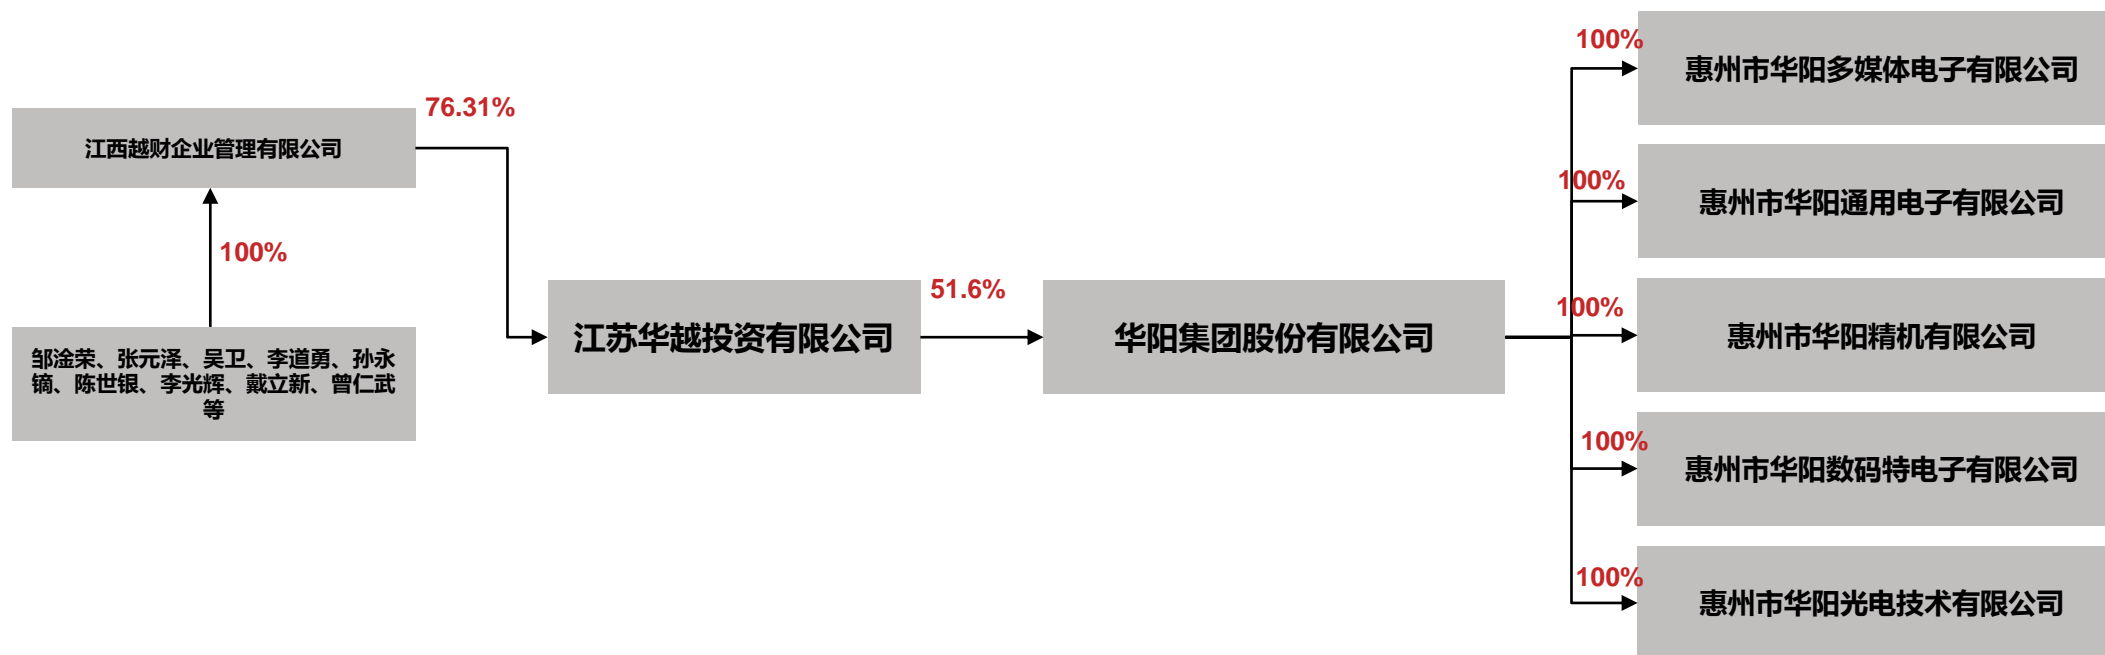 76.31%
江西越财企业管理有限公司
100%
邹淦荣、张元泽、吴卫、李道勇、孙永
镝、陈世银、李光辉、戴立新、曾仁武
等
江苏华越投资有限公司
51.6%
华阳集团股份有限公司
100%
惠州市华阳多媒体电子有限公司
100%
惠州市华阳通用电子有限公司
100%
惠州市华阳精机有限公司
100%
惠州市华阳数码特电子有限公司
100%
惠州市华阳光电技术有限公司